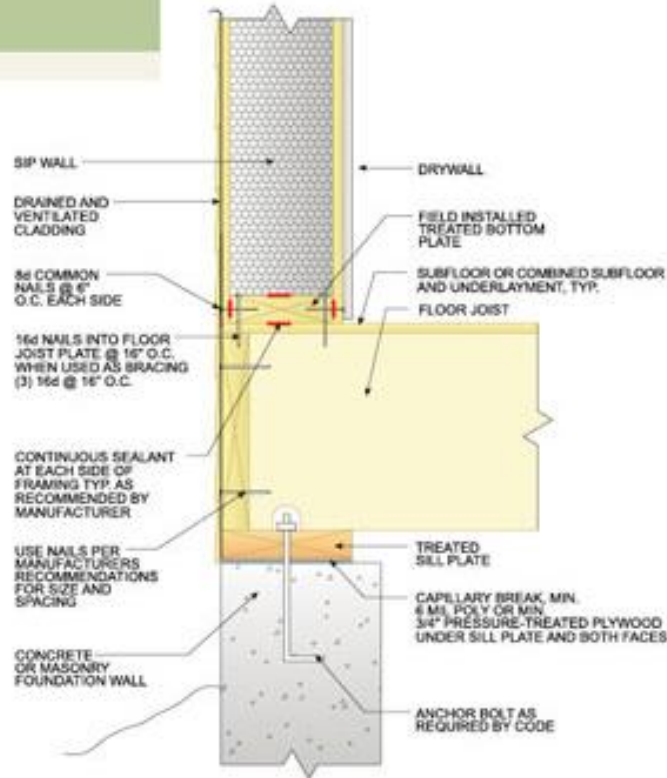 SIP WALL
DRAINED AND
VENTILATED
CLADDING
8d COMMON
NAILS @ 6"
O.C. EACH SIDE
16d NAILS INTO FLOOR
JOIST PLATE @ 16" O.C.
WHEN USED AS BRACING
(3) 16d @ 16" O.C.
CONTINUOUS SEALANT
AT EACH SIDE OF
FRAMING TYP. AS
RECOMMENDED BY
MANUFACTURER
USE NAILS PER
MANUFACTURERS
RECOMMENDATIONS
FOR SIZE AND
SPACING
CONCRETE
OR MASONRY
FOUNDATION WALL
DRYWALL
FIELD INSTALLED
TREATED BOTTOM
PLATE
SUBFLOOR OR COMBINED SUBFLOOR
AND UNDERLAYMENT, TYP.
FLOOR JOIST
TREATED
SILL PLATE
CAPILLARY BREAK, MIN.
6 MIL POLY OR MIN
3/4" PRESSURE-TREATED PLYWOOD
UNDER SILL PLATE AND BOTH FACES
ANCHOR BOLT AS
REQUIRED BY CODE